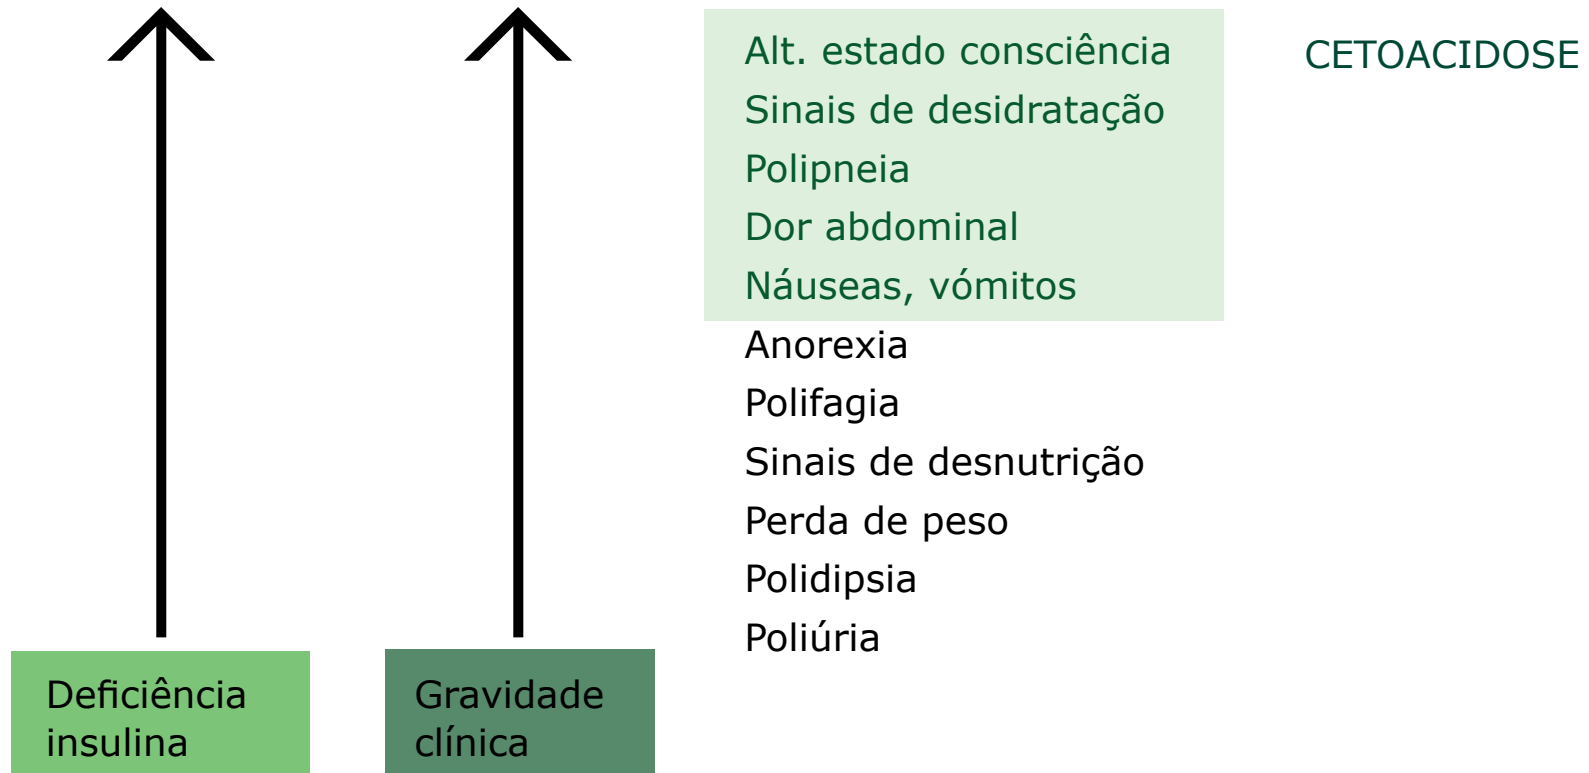 Alt. estado consciência
CETOACIDOSE
Sinais de desidratação
Polipneia
Dor abdominal
Náuseas, vómitos
Anorexia
Polifagia
Sinais de desnutrição
Perda de peso
Polidipsia
Poliúria
Deficiência
insulina
Gravidade
clínica